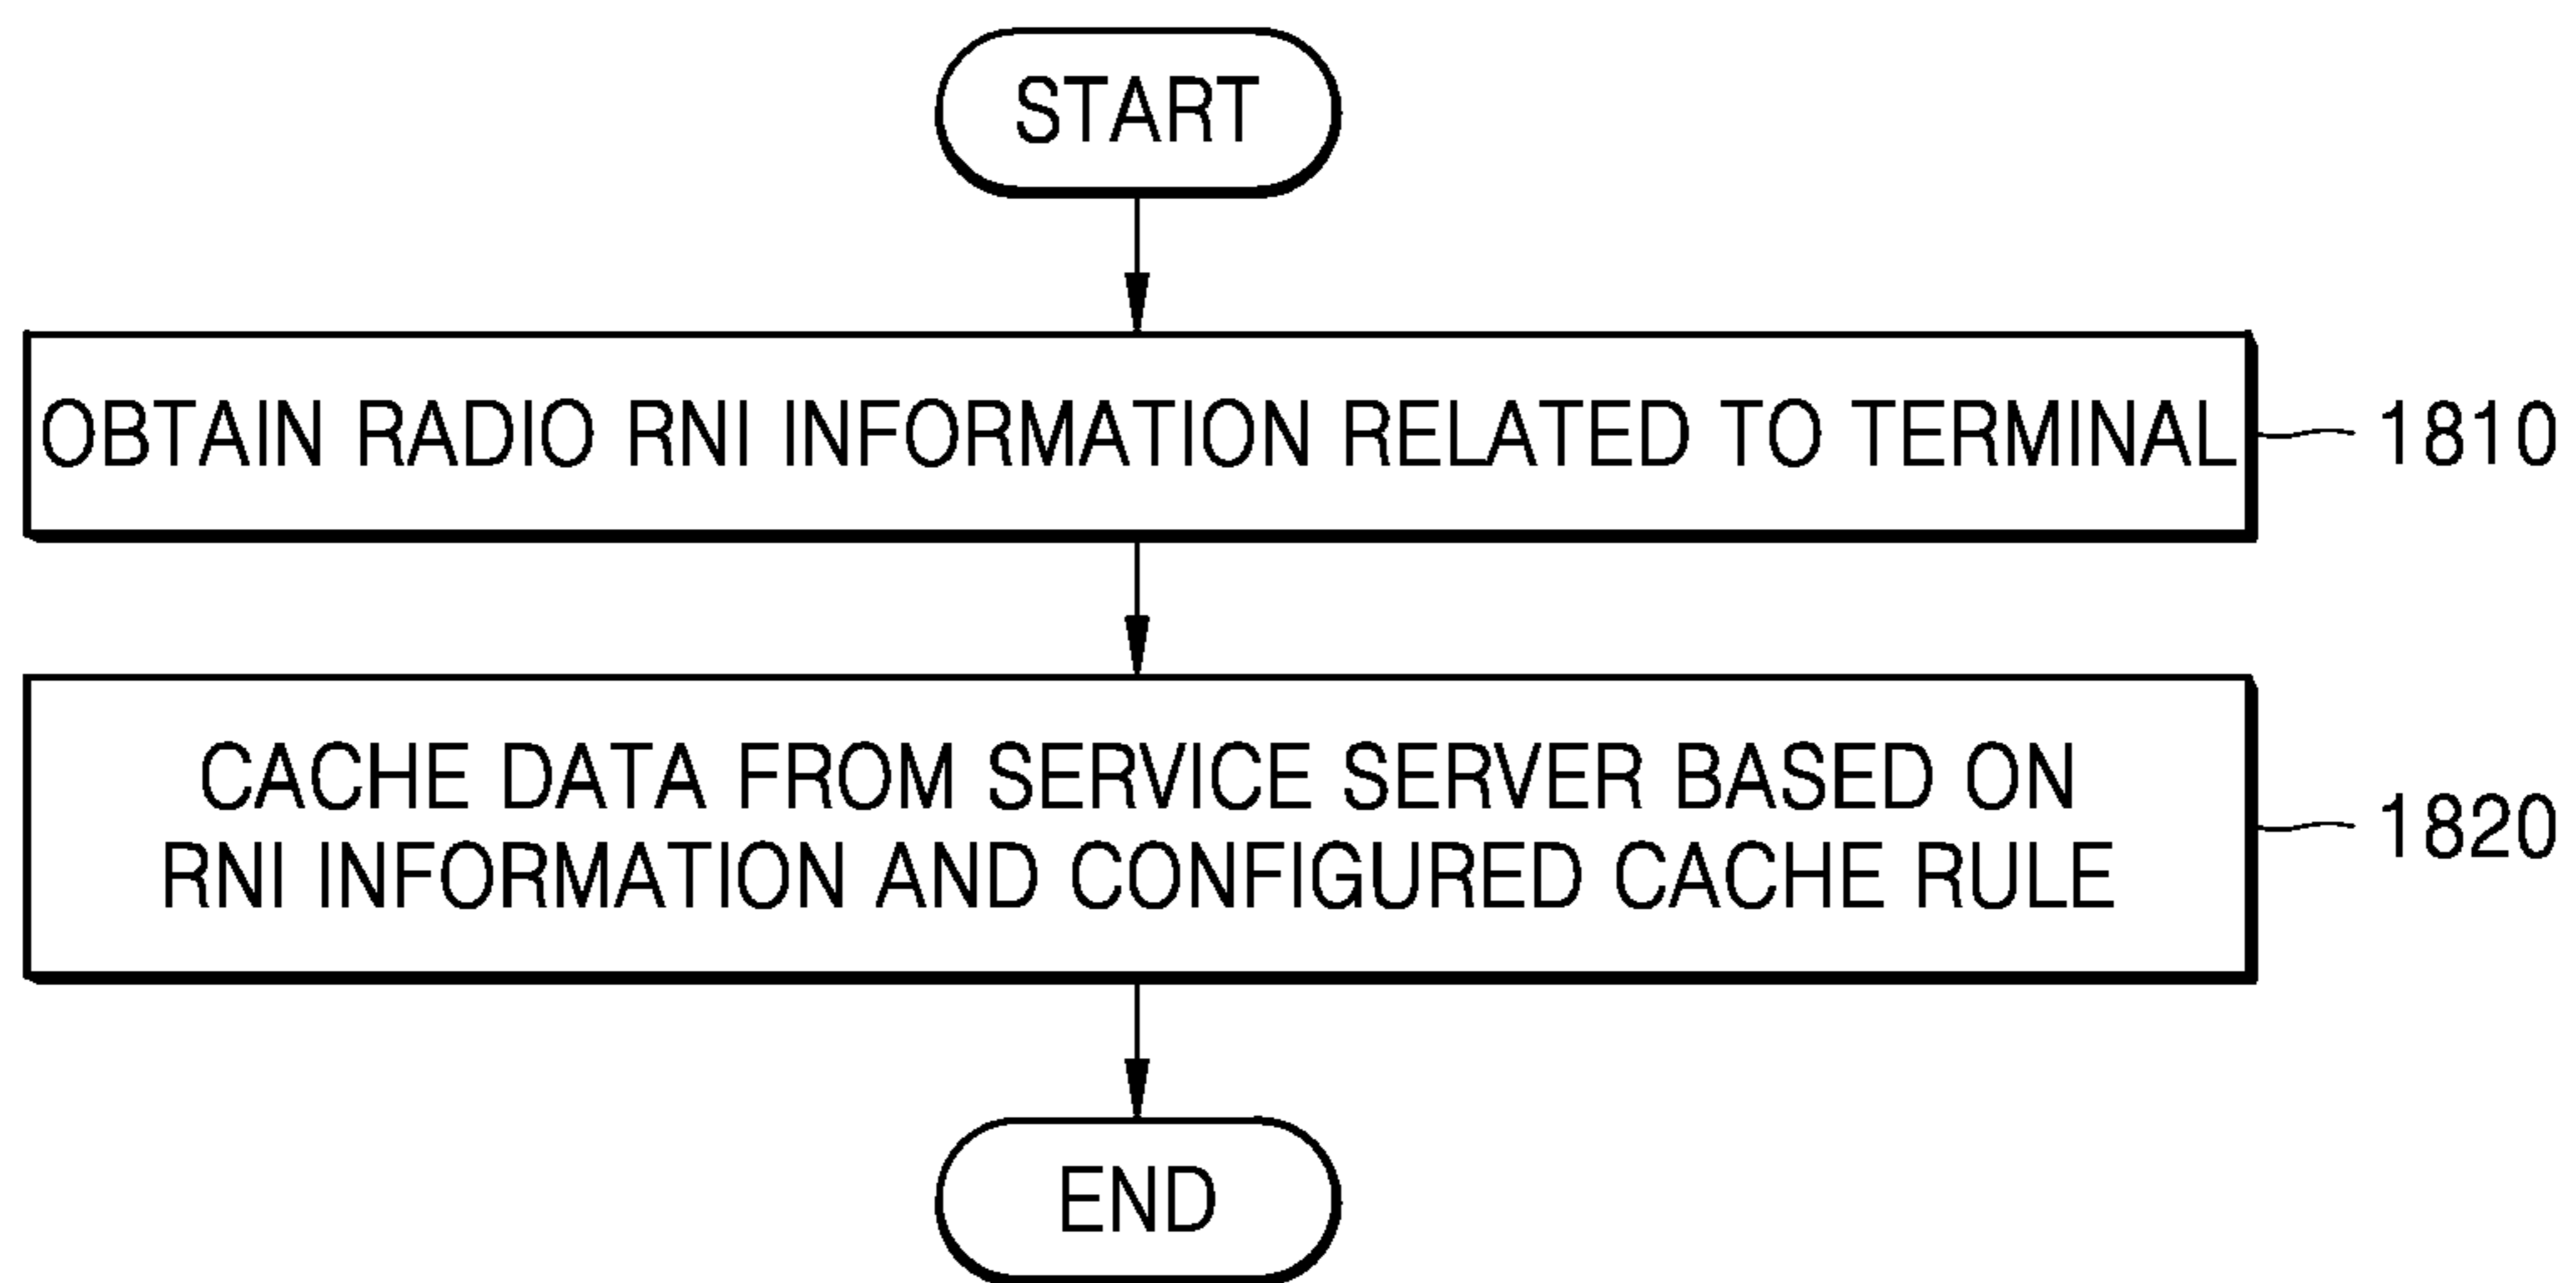 START
OBTAIN RADIO RNI INFORMATION RELATED TO TERMINAL
1810
CACHE DATA FROM SERVICE SERVER BASED ON
RNI INFORMATION AND CONFIGURED CACHE RULE
1820
END